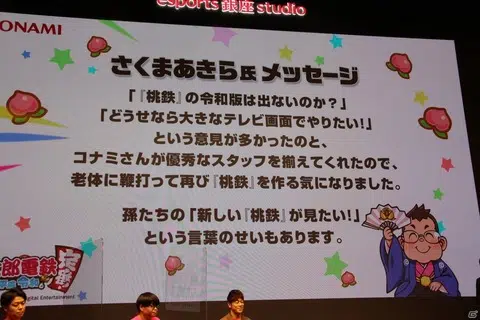 esports 銀座 studio
KONAMI
さくまあきら氏メッセージ
「『桃鉄』の令和版は出ないのか？」
「どうせなら大きなテレビ画面でやりたい！」
という意見が多かったのと、
コナミさんが優秀なスタッフを揃えてくれたので、
老体に鞭打って再び『桃鉄』を作る気になりました。
孫たちの「新しい『桃鉄』が見たい！」
という言葉のせいもあります。
郎電鉄
定番
Digital Entertainment